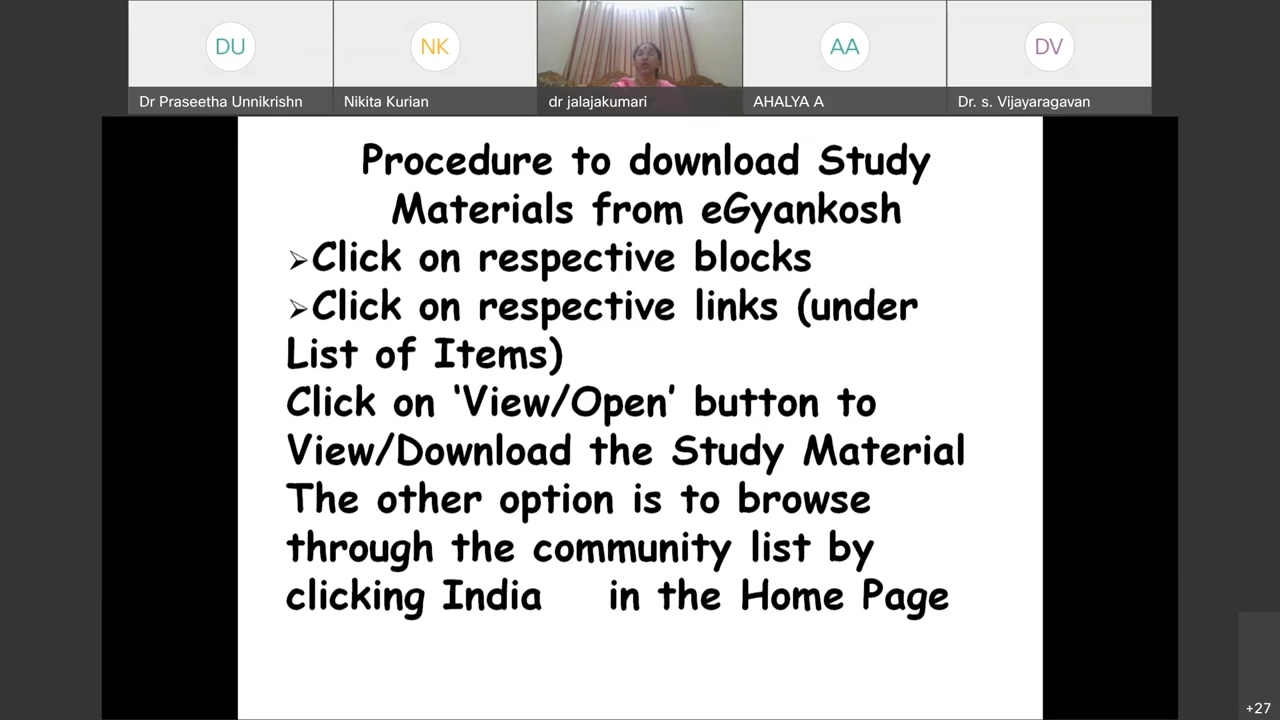 DU
NK
AA
DV
Dr Praseetha Unnikrishn
Nikita Kurian
dr jalajakumari
AHALYA A
Dr. s. Vijayaragavan
Procedure to download Study
Materials from eGyankosh
➢Click on respective blocks
➢Click on respective links (under
List of Items)
Click on ‘View/Open’ button to
View/Download the Study Material
The other option is to browse
through the community list by
clicking India in the Home Page
+27